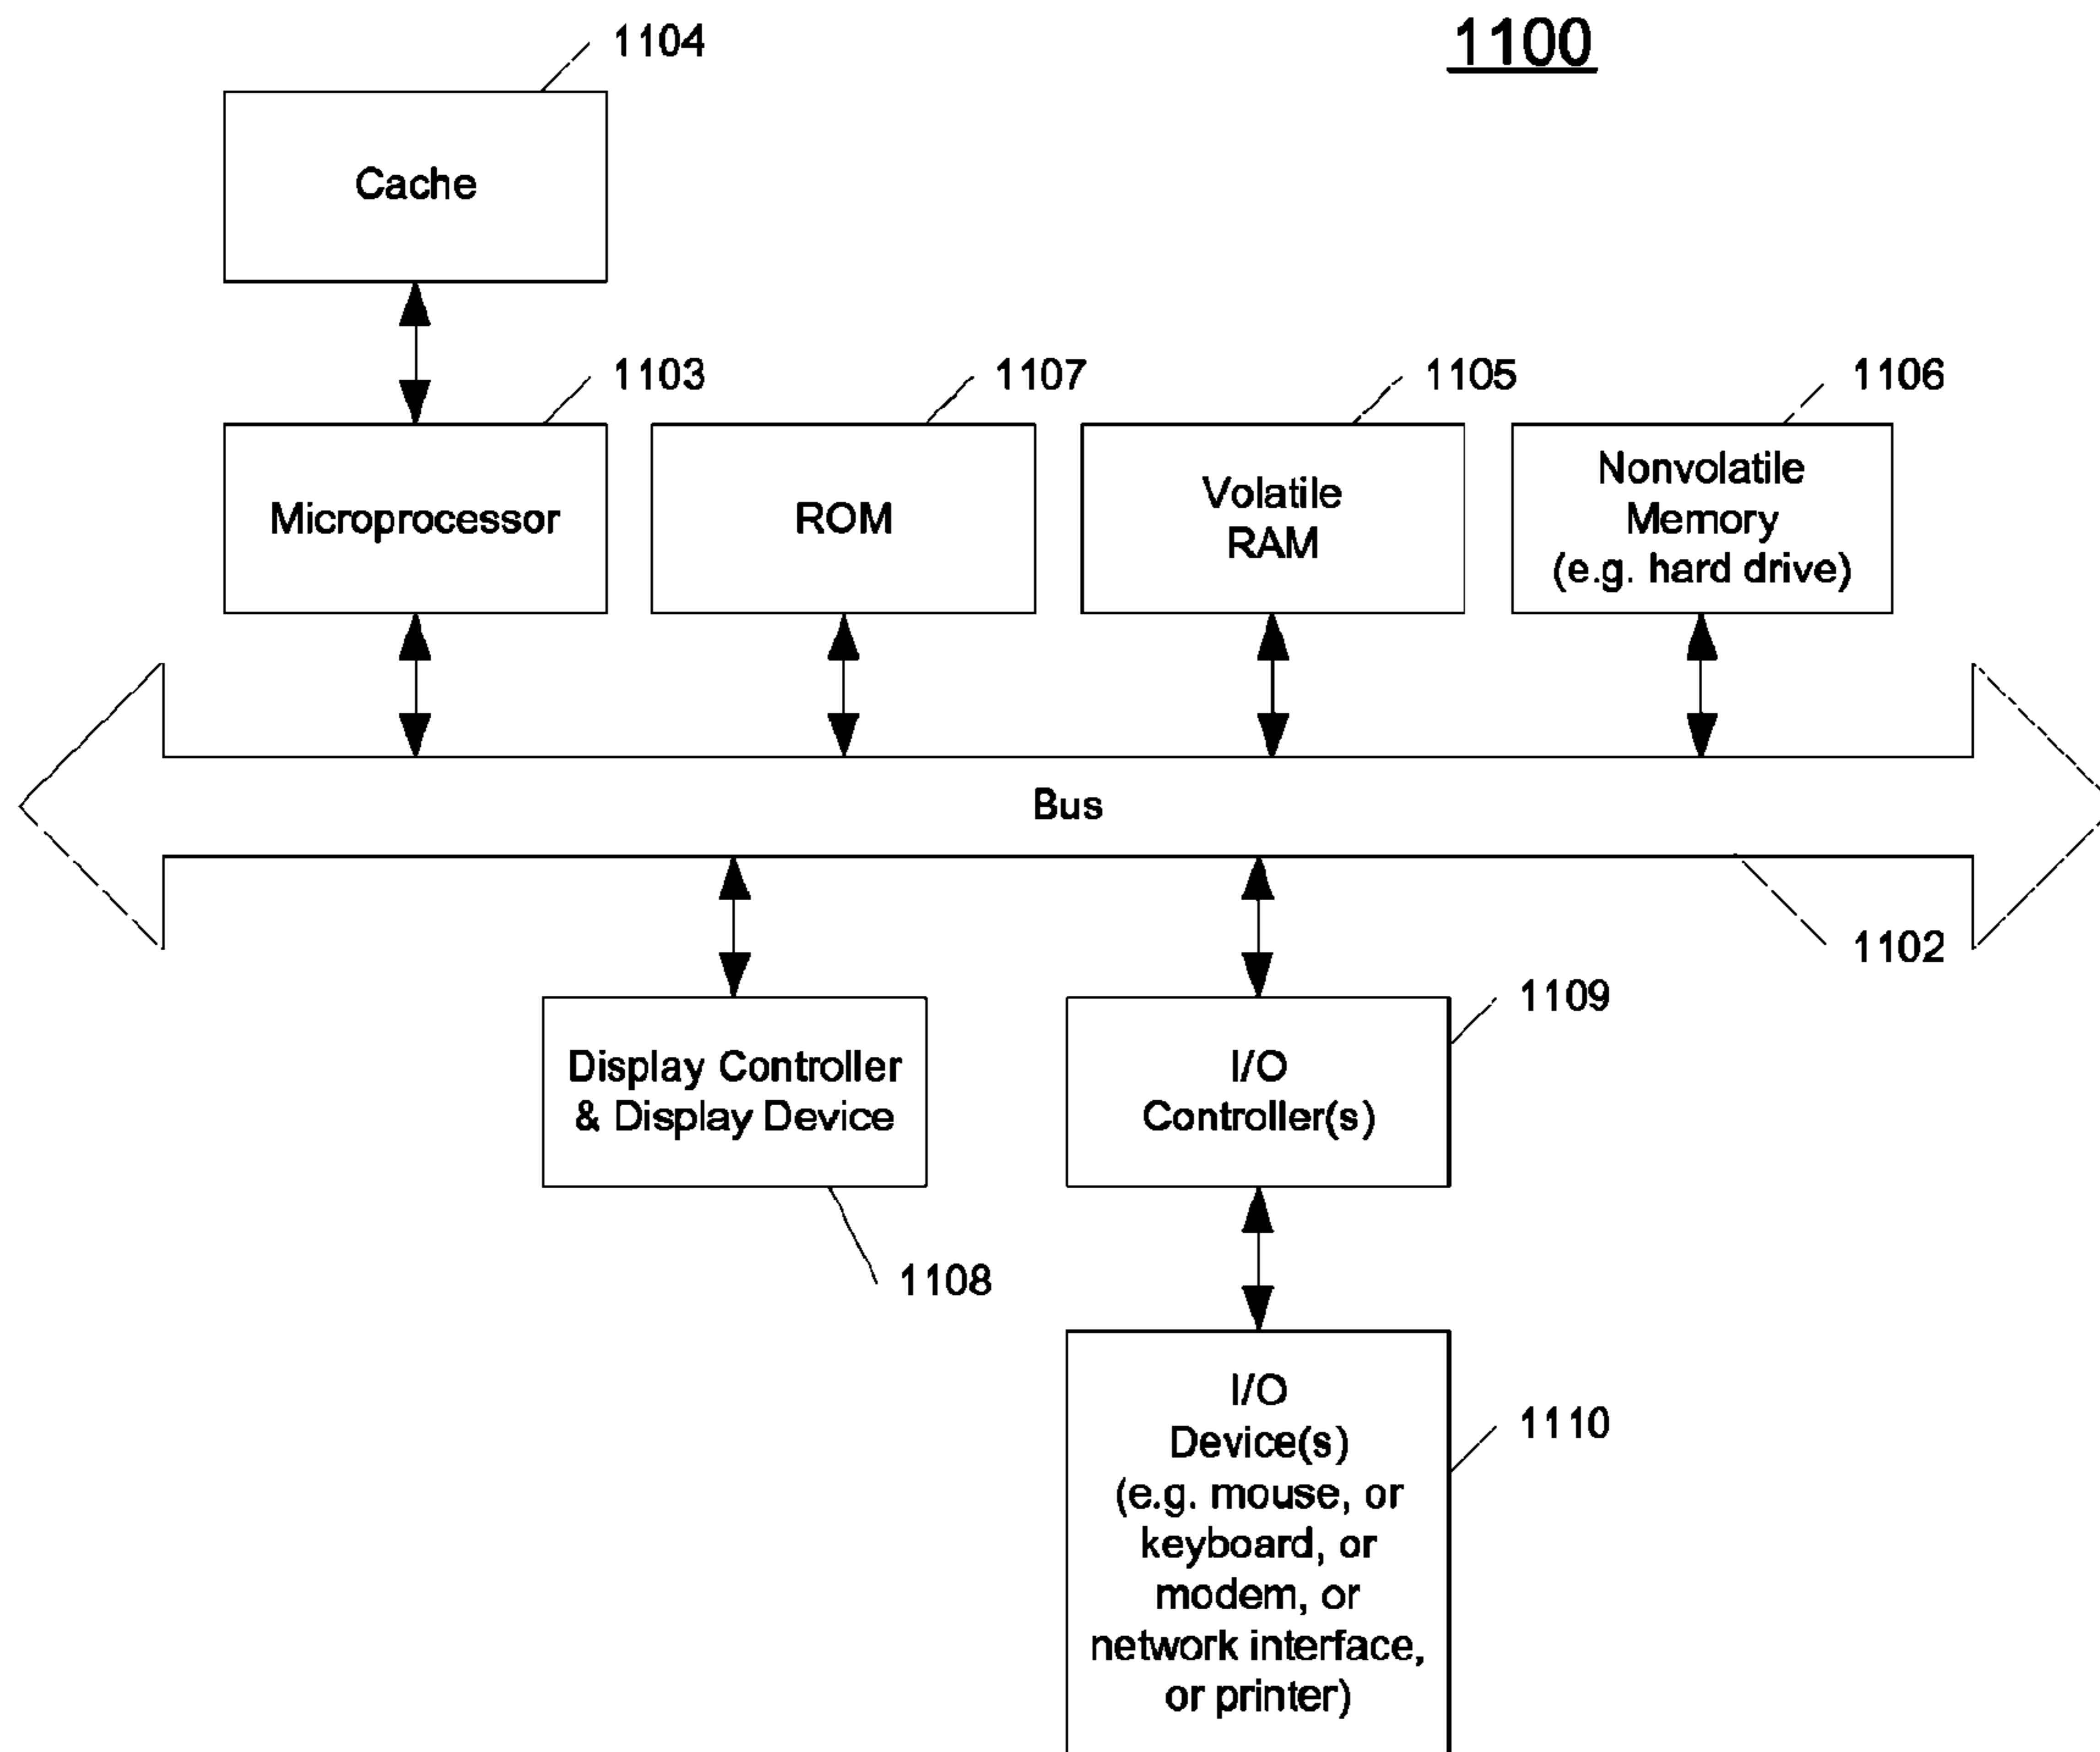 1100
1104
Cache
1103
1107
1105
1106
Microprocessor
ROM
Volatile
RAM
Nonvolatile
Memory
(e.g. hard drive)
Bus
1102
1109
Display Controller
& Display Device
I/O
Controller(s)
1108
1110
I/O
Device(s)
(e.g. mouse, or
keyboard, or
modem, or
network interface,
or printer)